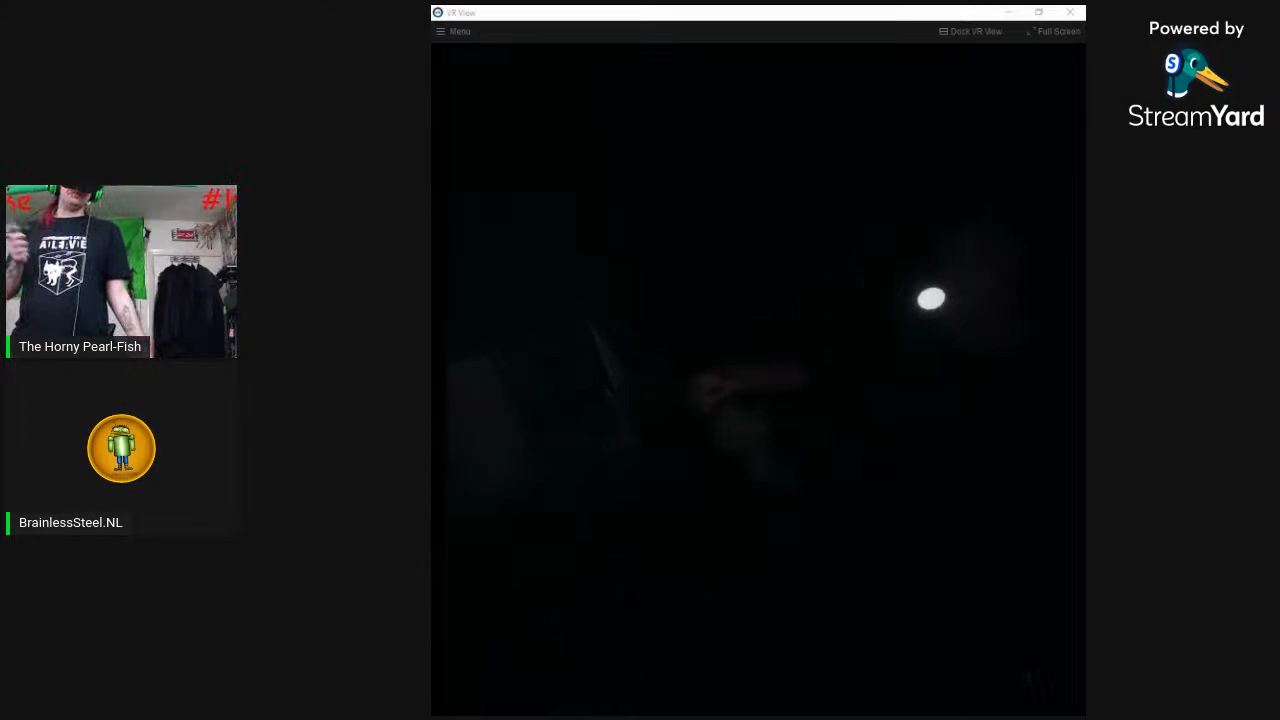 VR View
Menu
Dock VR View
Full Screen
Powered by
StreamYard
The Horny Pearl-Fish
BrainlessSteel.NL